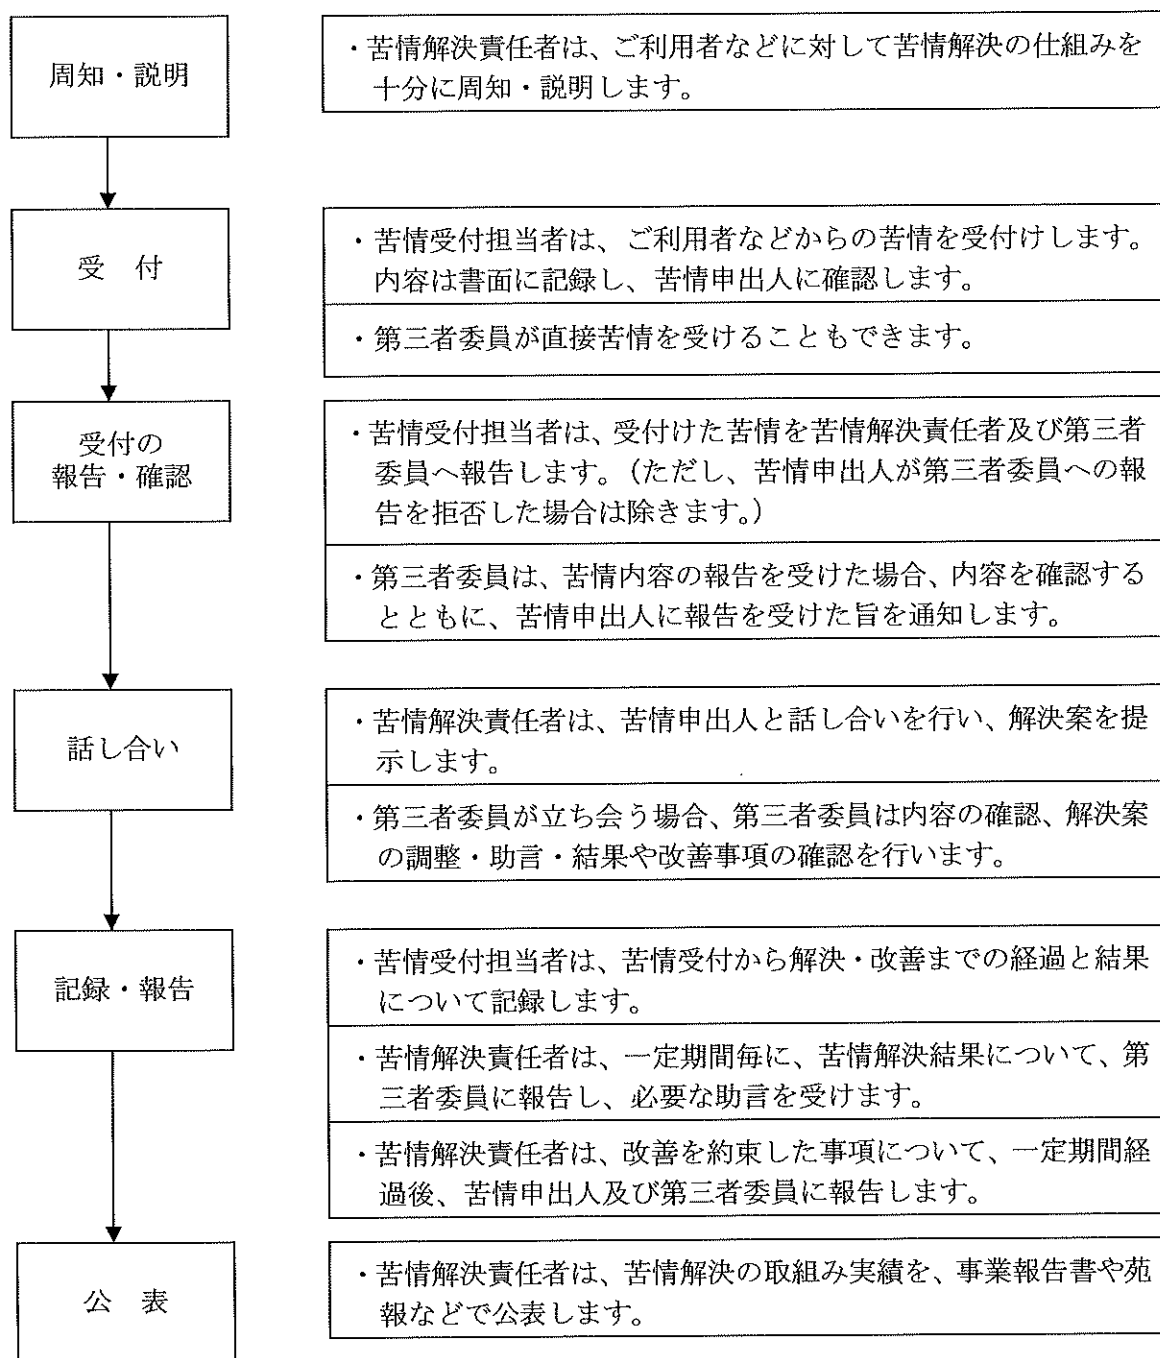 周知・説明
・苦情解決責任者は、ご利用者などに対して苦情解決の仕組みを
十分に周知・説明します。
受　付
・苦情受付担当者は、ご利用者などからの苦情を受付けします。
内容は書面に記録し、苦情申出人に確認します。
・第三者委員が直接苦情を受けることもできます。
受付の
報告・確認
・苦情受付担当者は、受付けた苦情を苦情解決責任者及び第三者
委員へ報告します。（ただし、苦情申出人が第三者委員への報
告を拒否した場合は除きます。）
・第三者委員は、苦情内容の報告を受けた場合、内容を確認する
とともに、苦情申出人に報告を受けた旨を通知します。
話し合い
・苦情解決責任者は、苦情申出人と話し合いを行い、解決案を提
示します。
・第三者委員が立ち会う場合、第三者委員は内容の確認、解決案
の調整・助言・結果や改善事項の確認を行います。
記録・報告
・苦情受付担当者は、苦情受付から解決・改善までの経過と結果
について記録します。
・苦情解決責任者は、一定期間毎に、苦情解決結果について、第
三者委員に報告し、必要な助言を受けます。
・苦情解決責任者は、改善を約束した事項について、一定期間経
過後、苦情申出人及び第三者委員に報告します。
公　表
・苦情解決責任者は、苦情解決の取組み実績を、事業報告書や苑
報などで公表します。